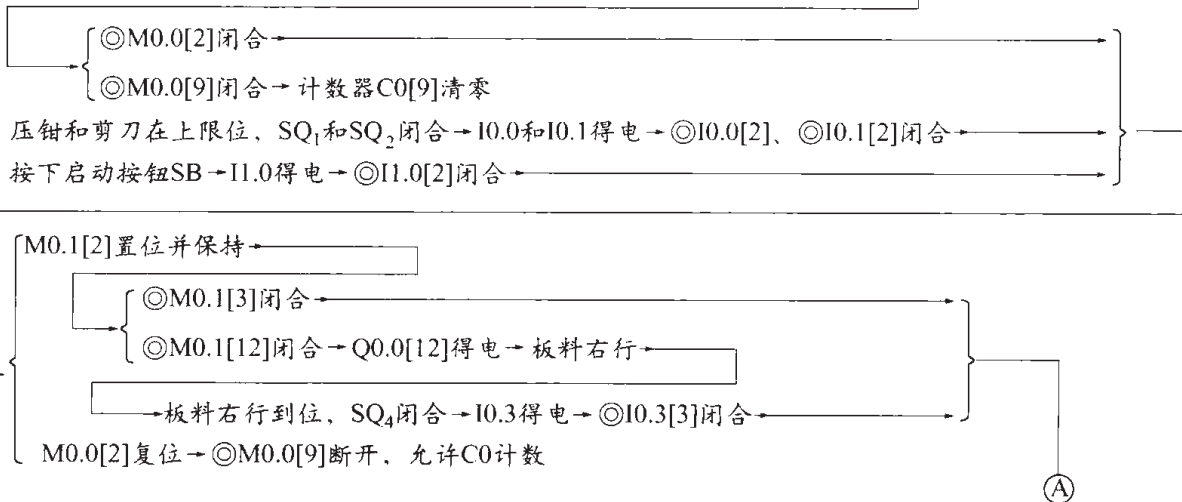 ◎M0.0[2]闭合
◎M0.0[9]闭合→计数器C0[9]清零
压钳和剪刀在上限位，SQ₁和SQ₂闭合→I0.0和I0.1得电→◎I0.0[2]、◎I0.1[2]闭合
按下启动按钮SB→I1.0得电→◎I1.0[2]闭合
M0.1[2]置位并保持
◎M0.1[3]闭合
◎M0.1[12]闭合→Q0.0[12]得电→板料右行
板料右行到位，SQ₄闭合→I0.3得电→◎I0.3[3]闭合
M0.0[2]复位→◎M0.0[9]断开，允许C0计数
Ⓐ